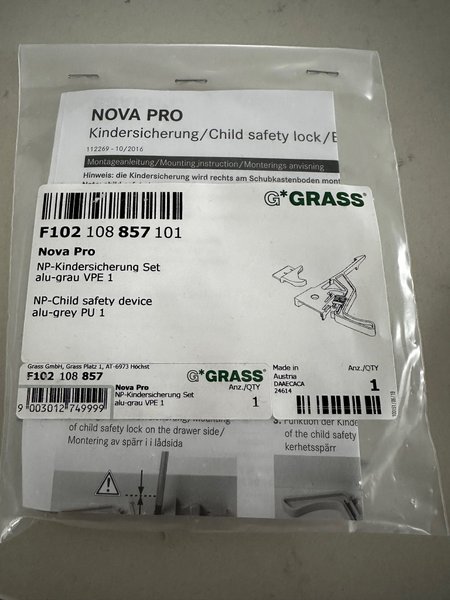 NOVA PRO
Kindersicherung/Child safety lock/E
112269 - 10/2016
Montageanleitung/Mounting instruction/Monterings anvisning
Hinweis: die Kindersicherung wird rechts am Schubkastenboden mont
G*GRASS®
F102 108 857 101
Nova Pro
NP-Kindersicherung Set
alu-grau VPE 1
NP-Child safety device
alu-grey PU 1
Grass GmbH, Grass Platz 1, AT-6973 Höchst
F102 108 857
9 003012 749999
Nova Pro
NP-Kindersicherung Set
alu-grau VPE 1
G*GRASS®
Anz./QTY
1
Made in
Austria
DAAECACA
24614
Anz./QTY
1
of child safety lock on the drawer side/
Montering av spärr i i lådsida
3. Funktion der Kinde
of the child safety
kerhetsspärr